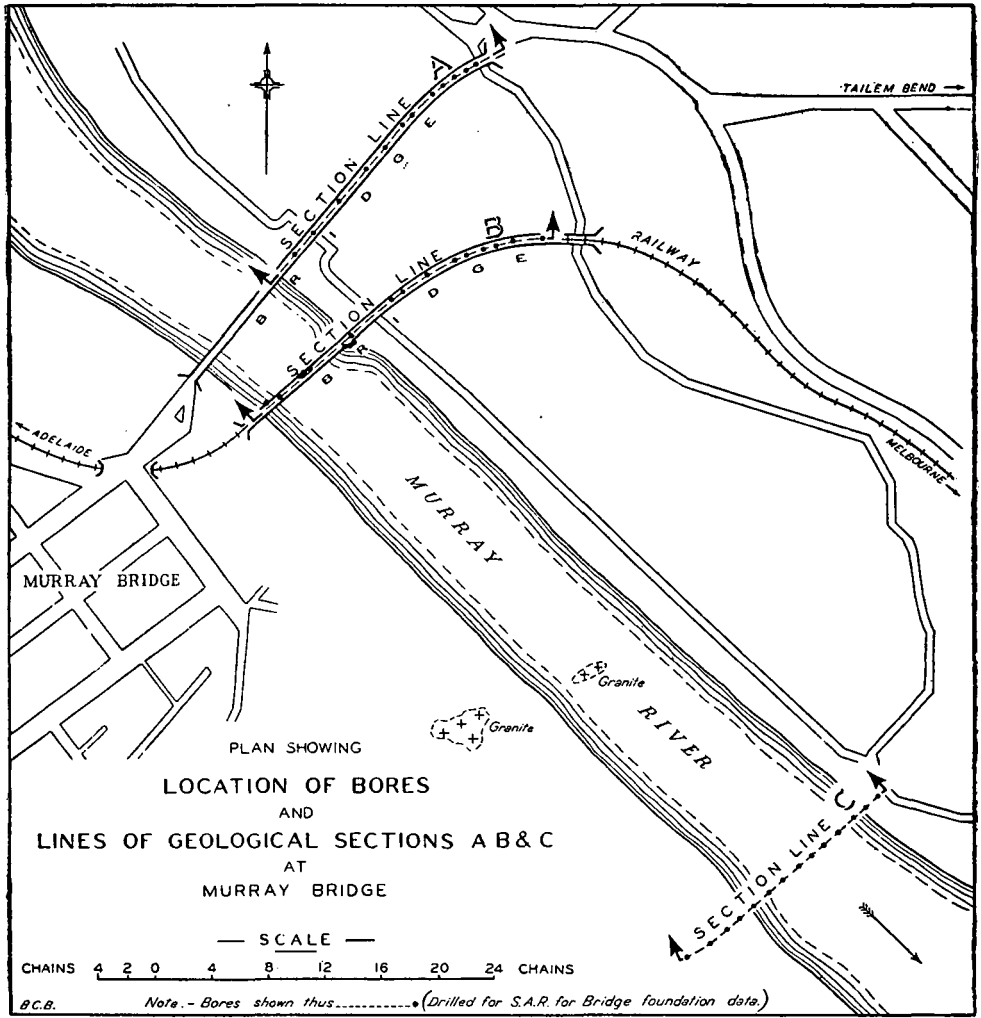 TAILEM BEND
SECTION LINE A
BRIDGE
SECTION LINE B
BRIDGE
RAILWAY
ADELAIDE
MELBOURNE
MURRAY BRIDGE
MURRAY
RIVER
Granite
Granite
SECTION LINE C
PLAN SHOWING
LOCATION OF BORES
AND
LINES OF GEOLOGICAL SECTIONS A B & C
AT
MURRAY BRIDGE
— SCALE —
CHAINS 4 2 0 4 8 12 16 20 24 CHAINS
B.C.B.
Note.- Bores shown thus (Drilled for S.A.R. for Bridge foundation data.)